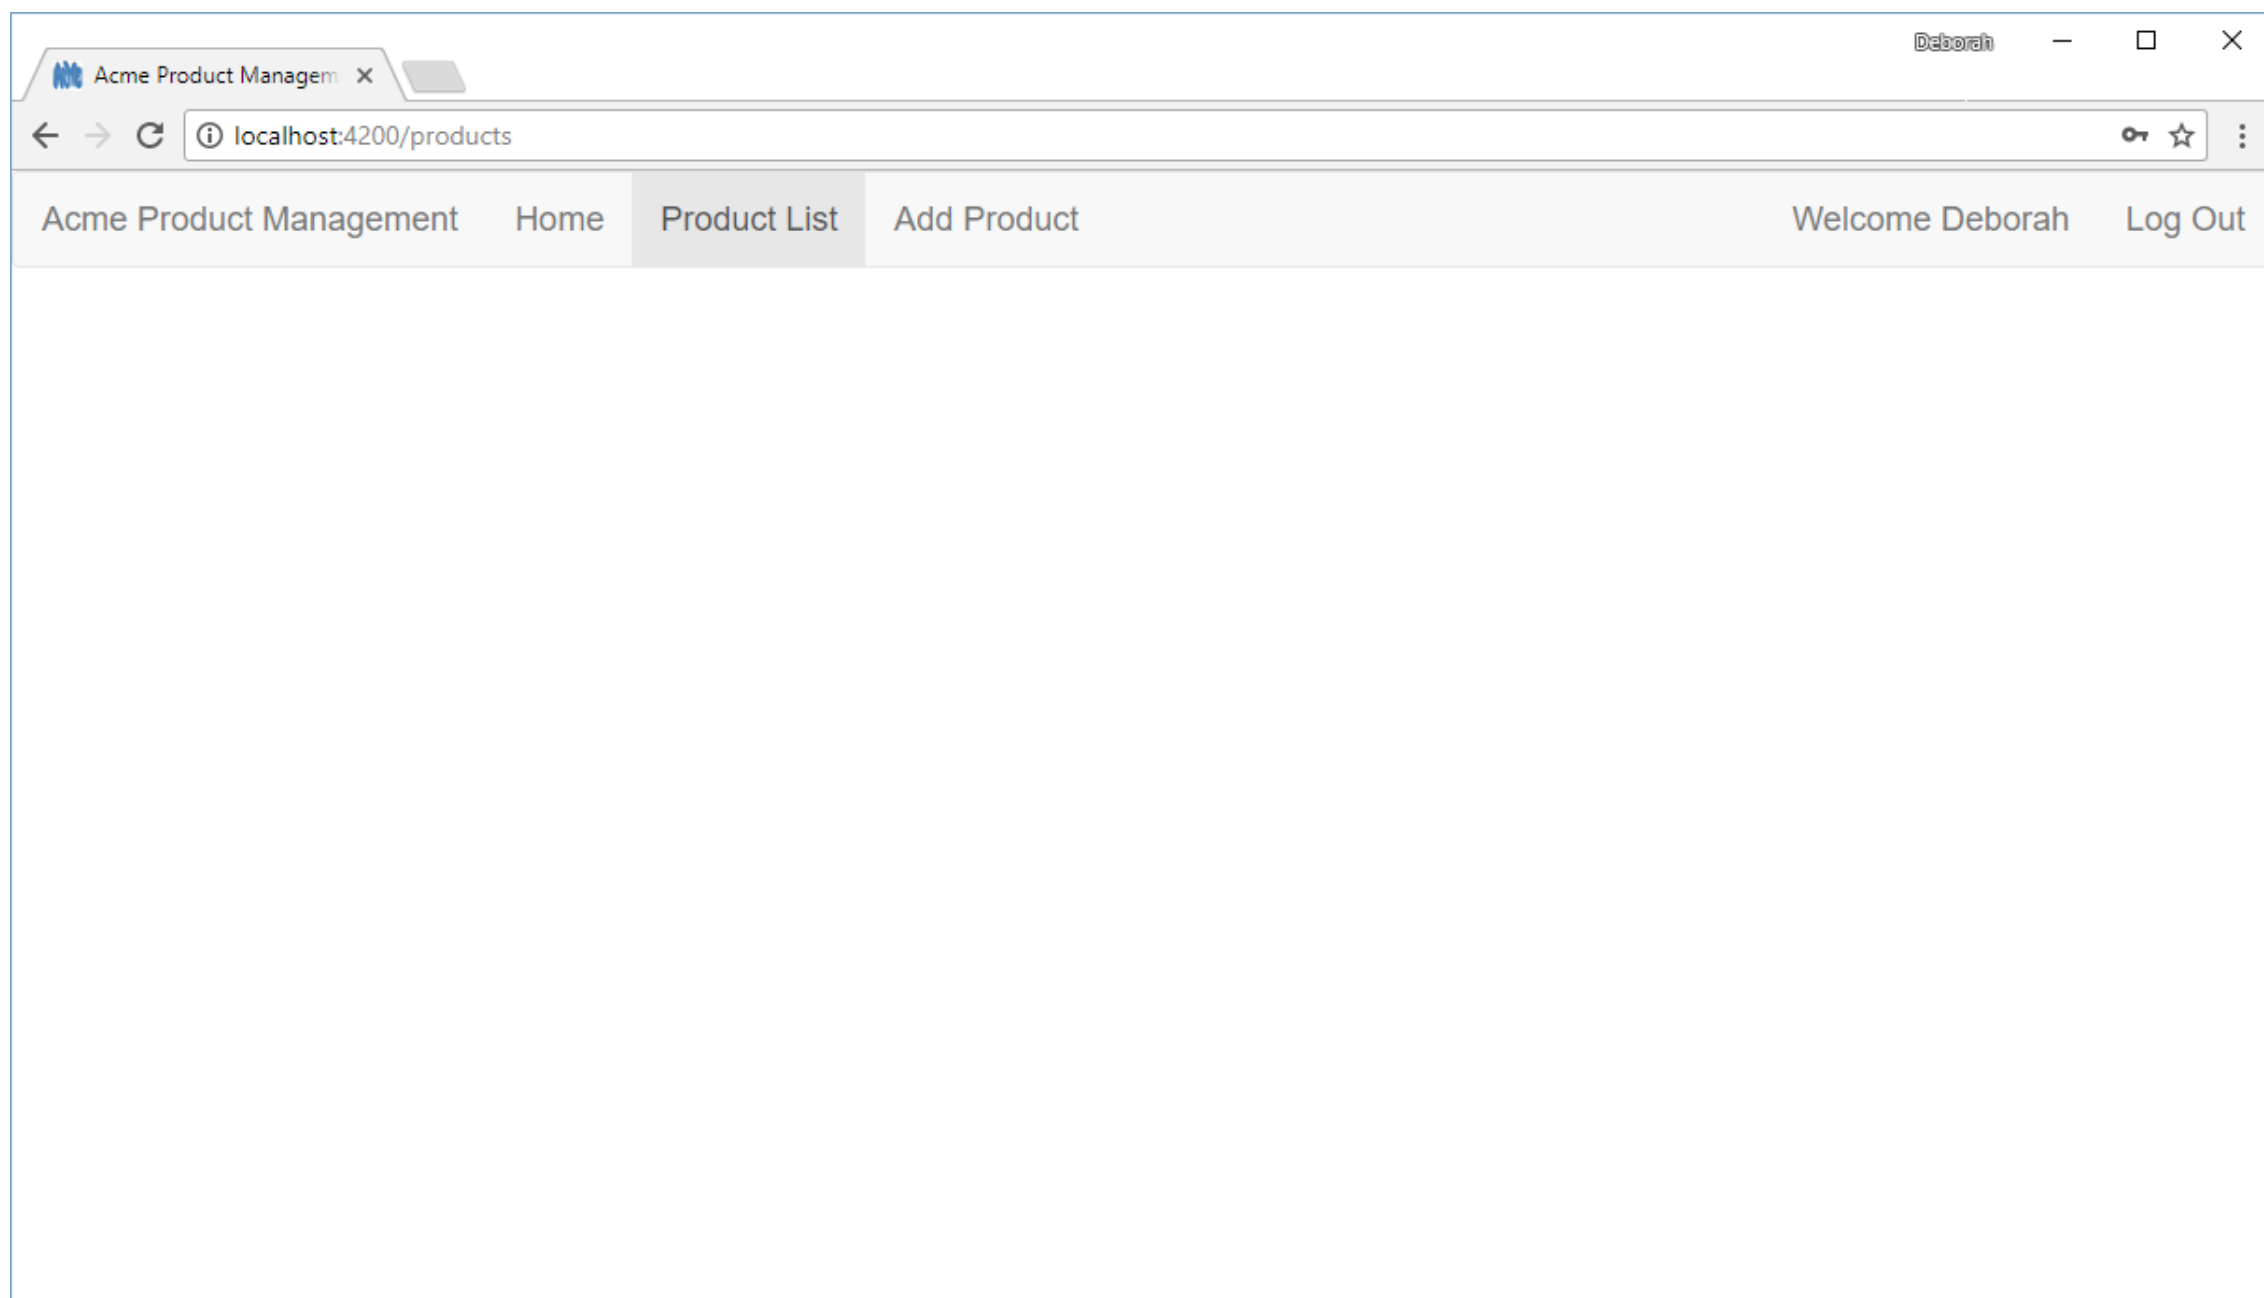 Deborah
Acme Product Managem
localhost:4200/products
Acme Product Management Home Product List Add Product Welcome Deborah Log Out